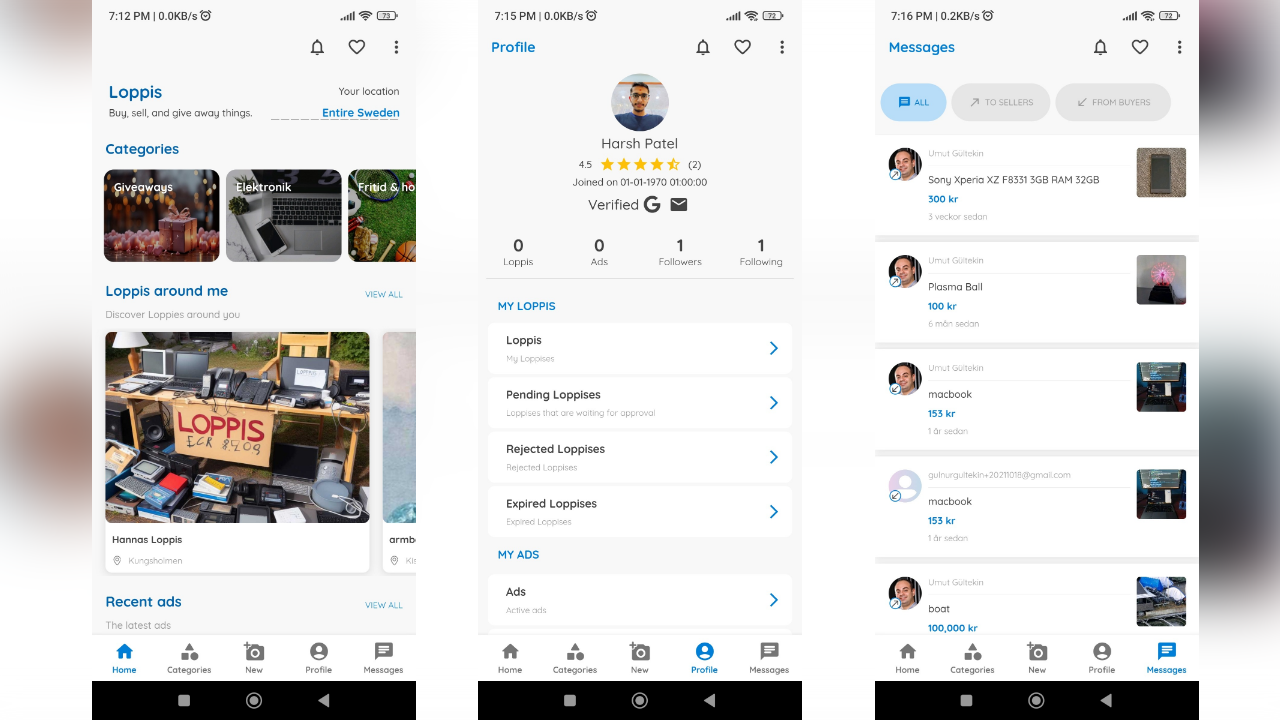 7:12 PM | 0.0KB/s
73
Loppis
Your location
Buy, sell, and give away things.
Entire Sweden
Categories
Giveaways
Elektronik
Fritid & ho
Loppis around me
VIEW ALL
Discover Loppies around you
LOPPIS
Hannas Loppis
Kungsholmen
armb
Kis
Recent ads
VIEW ALL
The latest ads
Home
Categories
New
Profile
Messages
7:15 PM | 0.0KB/s
72
Profile
Harsh Patel
4.5
(2)
Joined on 01-01-1970 01:00:00
Verified G
0
0
1
1
Loppis
Ads
Followers
Following
MY LOPPIS
Loppis
My Loppises
Pending Loppises
Loppises that are waiting for approval
Rejected Loppises
Rejected Loppises
Expired Loppises
Expired Loppises
MY ADS
Ads
Active ads
Home
Categories
New
Profile
Messages
7:16 PM | 0.2KB/s
72
Messages
ALL
TO SELLERS
FROM BUYERS
Umut Gültekin
Sony Xperia XZ F8331 3GB RAM 32GB
300 kr
3 veckor sedan
Umut Gültekin
Plasma Ball
100 kr
6 mån sedan
Umut Gültekin
macbook
153 kr
1 år sedan
gulnurgultekin+20211018@gmail.com
macbook
153 kr
1 år sedan
Umut Gültekin
boat
100,000 kr
Home
Categories
New
Profile
Messages